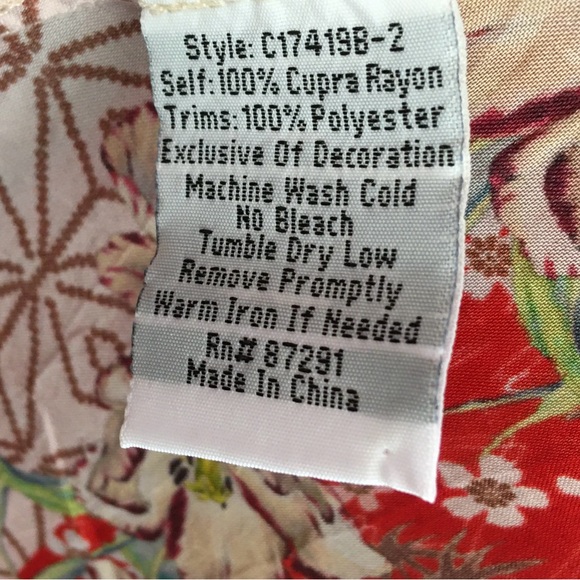 Style: C17419B-2
Self:100% Cupra Rayon
Trims:100% Polyester
Exclusive Of Decoration
Machine Wash Cold
No Bleach
Tumble Dry Low
Remove Promptly
Warm Iron If Needed
Rn# 87291
Made In China